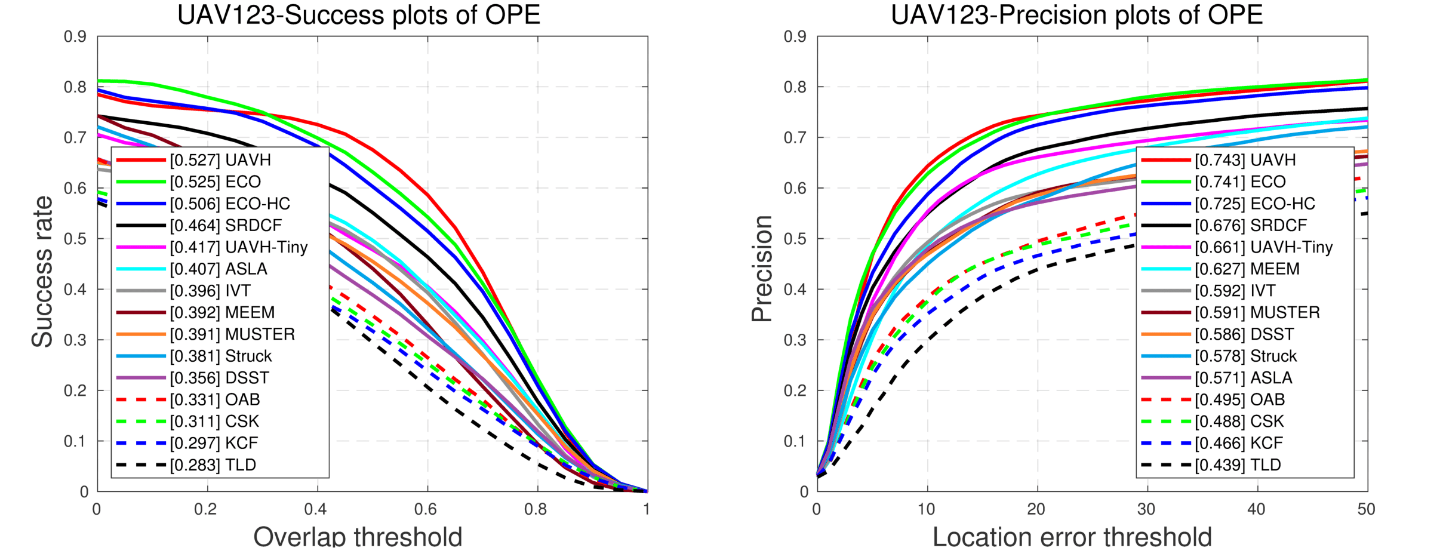 UAV123-Success plots of OPE
0.9
0.8
0.7
0.6
0.5
0.4
0.3
0.2
0.1
0
Success rate
[0.527] UAVH
[0.525] ECO
[0.506] ECO-HC
[0.464] SRDCF
[0.417] UAVH-Tiny
[0.407] ASLA
[0.396] IVT
[0.392] MEEM
[0.391] MUSTER
[0.381] Struck
[0.356] DSST
[0.331] OAB
[0.311] CSK
[0.297] KCF
[0.283] TLD
0 0.2 0.4 0.6 0.8 1
Overlap threshold
UAV123-Precision plots of OPE
0.9
0.8
0.7
0.6
0.5
0.4
0.3
0.2
0.1
0
Precision
[0.743] UAVH
[0.741] ECO
[0.725] ECO-HC
[0.676] SRDCF
[0.661] UAVH-Tiny
[0.627] MEEM
[0.592] IVT
[0.591] MUSTER
[0.586] DSST
[0.578] Struck
[0.571] ASLA
[0.495] OAB
[0.488] CSK
[0.466] KCF
[0.439] TLD
0 10 20 30 40 50
Location error threshold